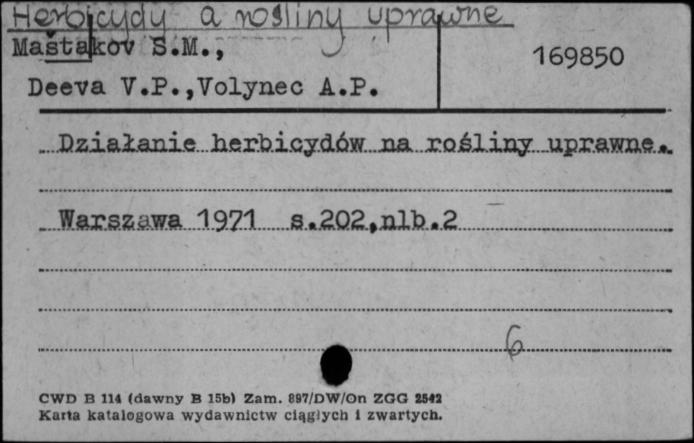 Herbicydy a rośliny uprawne
Maštakov S.M.,
169850
Deeva V.P.,Volynec A.P.
Działanie herbicydów na rośliny uprawne.
Warszawa 1971 s.202,nlb.2
6
CWD B 114 (dawny B 15b) Zam. 897/DW/On ZGG 2542
Karta katalogowa wydawnictw ciągłych i zwartych.